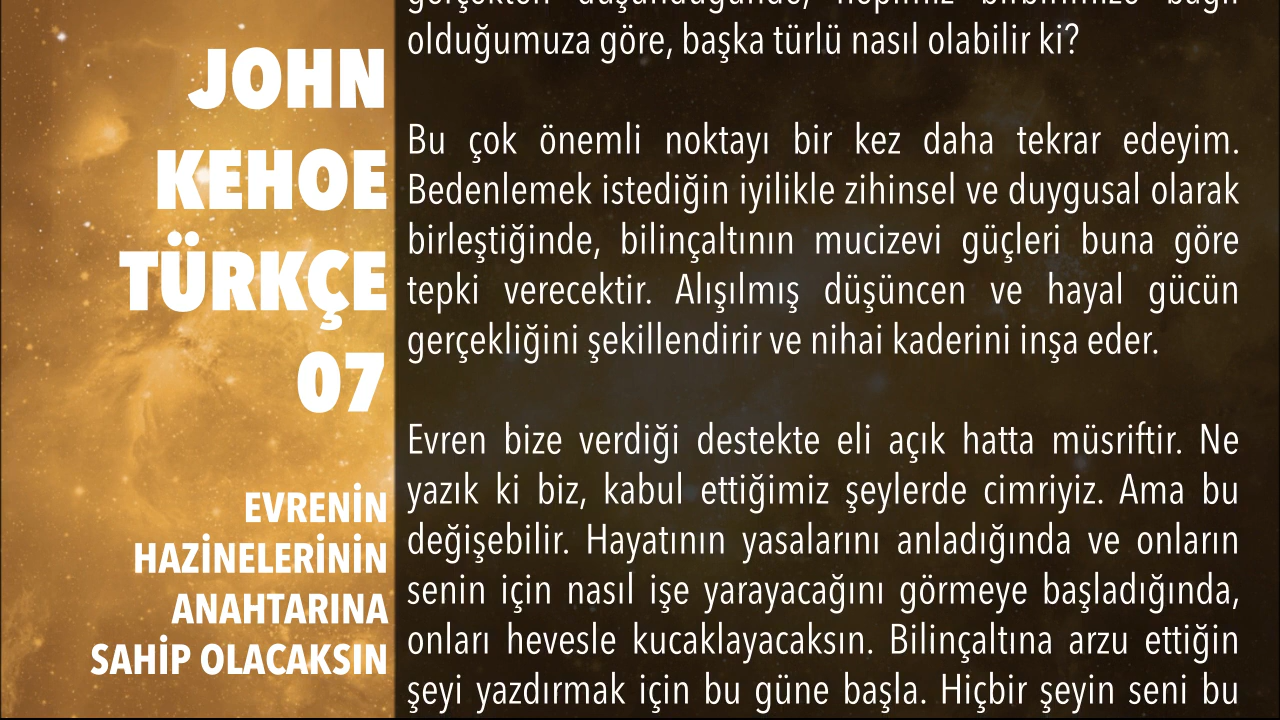 JOHN
KEHOE
TÜRKÇE
07
EVRENİN
HAZİNELERİNİN
ANAHTARINA
SAHİP OLACAKSIN
olduğumuza göre, başka türlü nasıl olabilir ki?
Bu çok önemli noktayı bir kez daha tekrar edeyim.
Bedenlemek istediğin iyilikle zihinsel ve duygusal olarak
birleştiğinde, bilinçaltının mucizevi güçleri buna göre
tepki verecektir. Alışılmış düşüncen ve hayal gücün
gerçekliğini şekillendirir ve nihai kaderini inşa eder.
Evren bize verdiği destekte eli açık hatta müsriftir. Ne
yazık ki biz, kabul ettiğimiz şeylerde cimriyiz. Ama bu
değişebilir. Hayatının yasalarını anladığında ve onların
senin için nasıl işe yarayacağını görmeye başladığında,
onları hevesle kucaklayacaksın. Bilinçaltına arzu ettiğin
şeyi yazdırmak için bu güne başla. Hiçbir şeyin seni bu